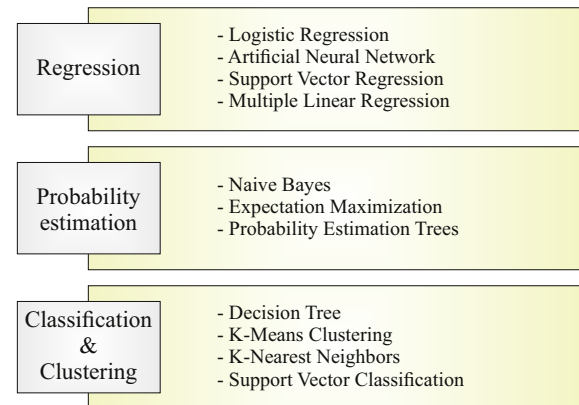 Regression
- Logistic Regression
- Artificial Neural Network
- Support Vector Regression
- Multiple Linear Regression
Probability
estimation
- Naive Bayes
- Expectation Maximization
- Probability Estimation Trees
Classification
&
Clustering
- Decision Tree
- K-Means Clustering
- K-Nearest Neighbors
- Support Vector Classification